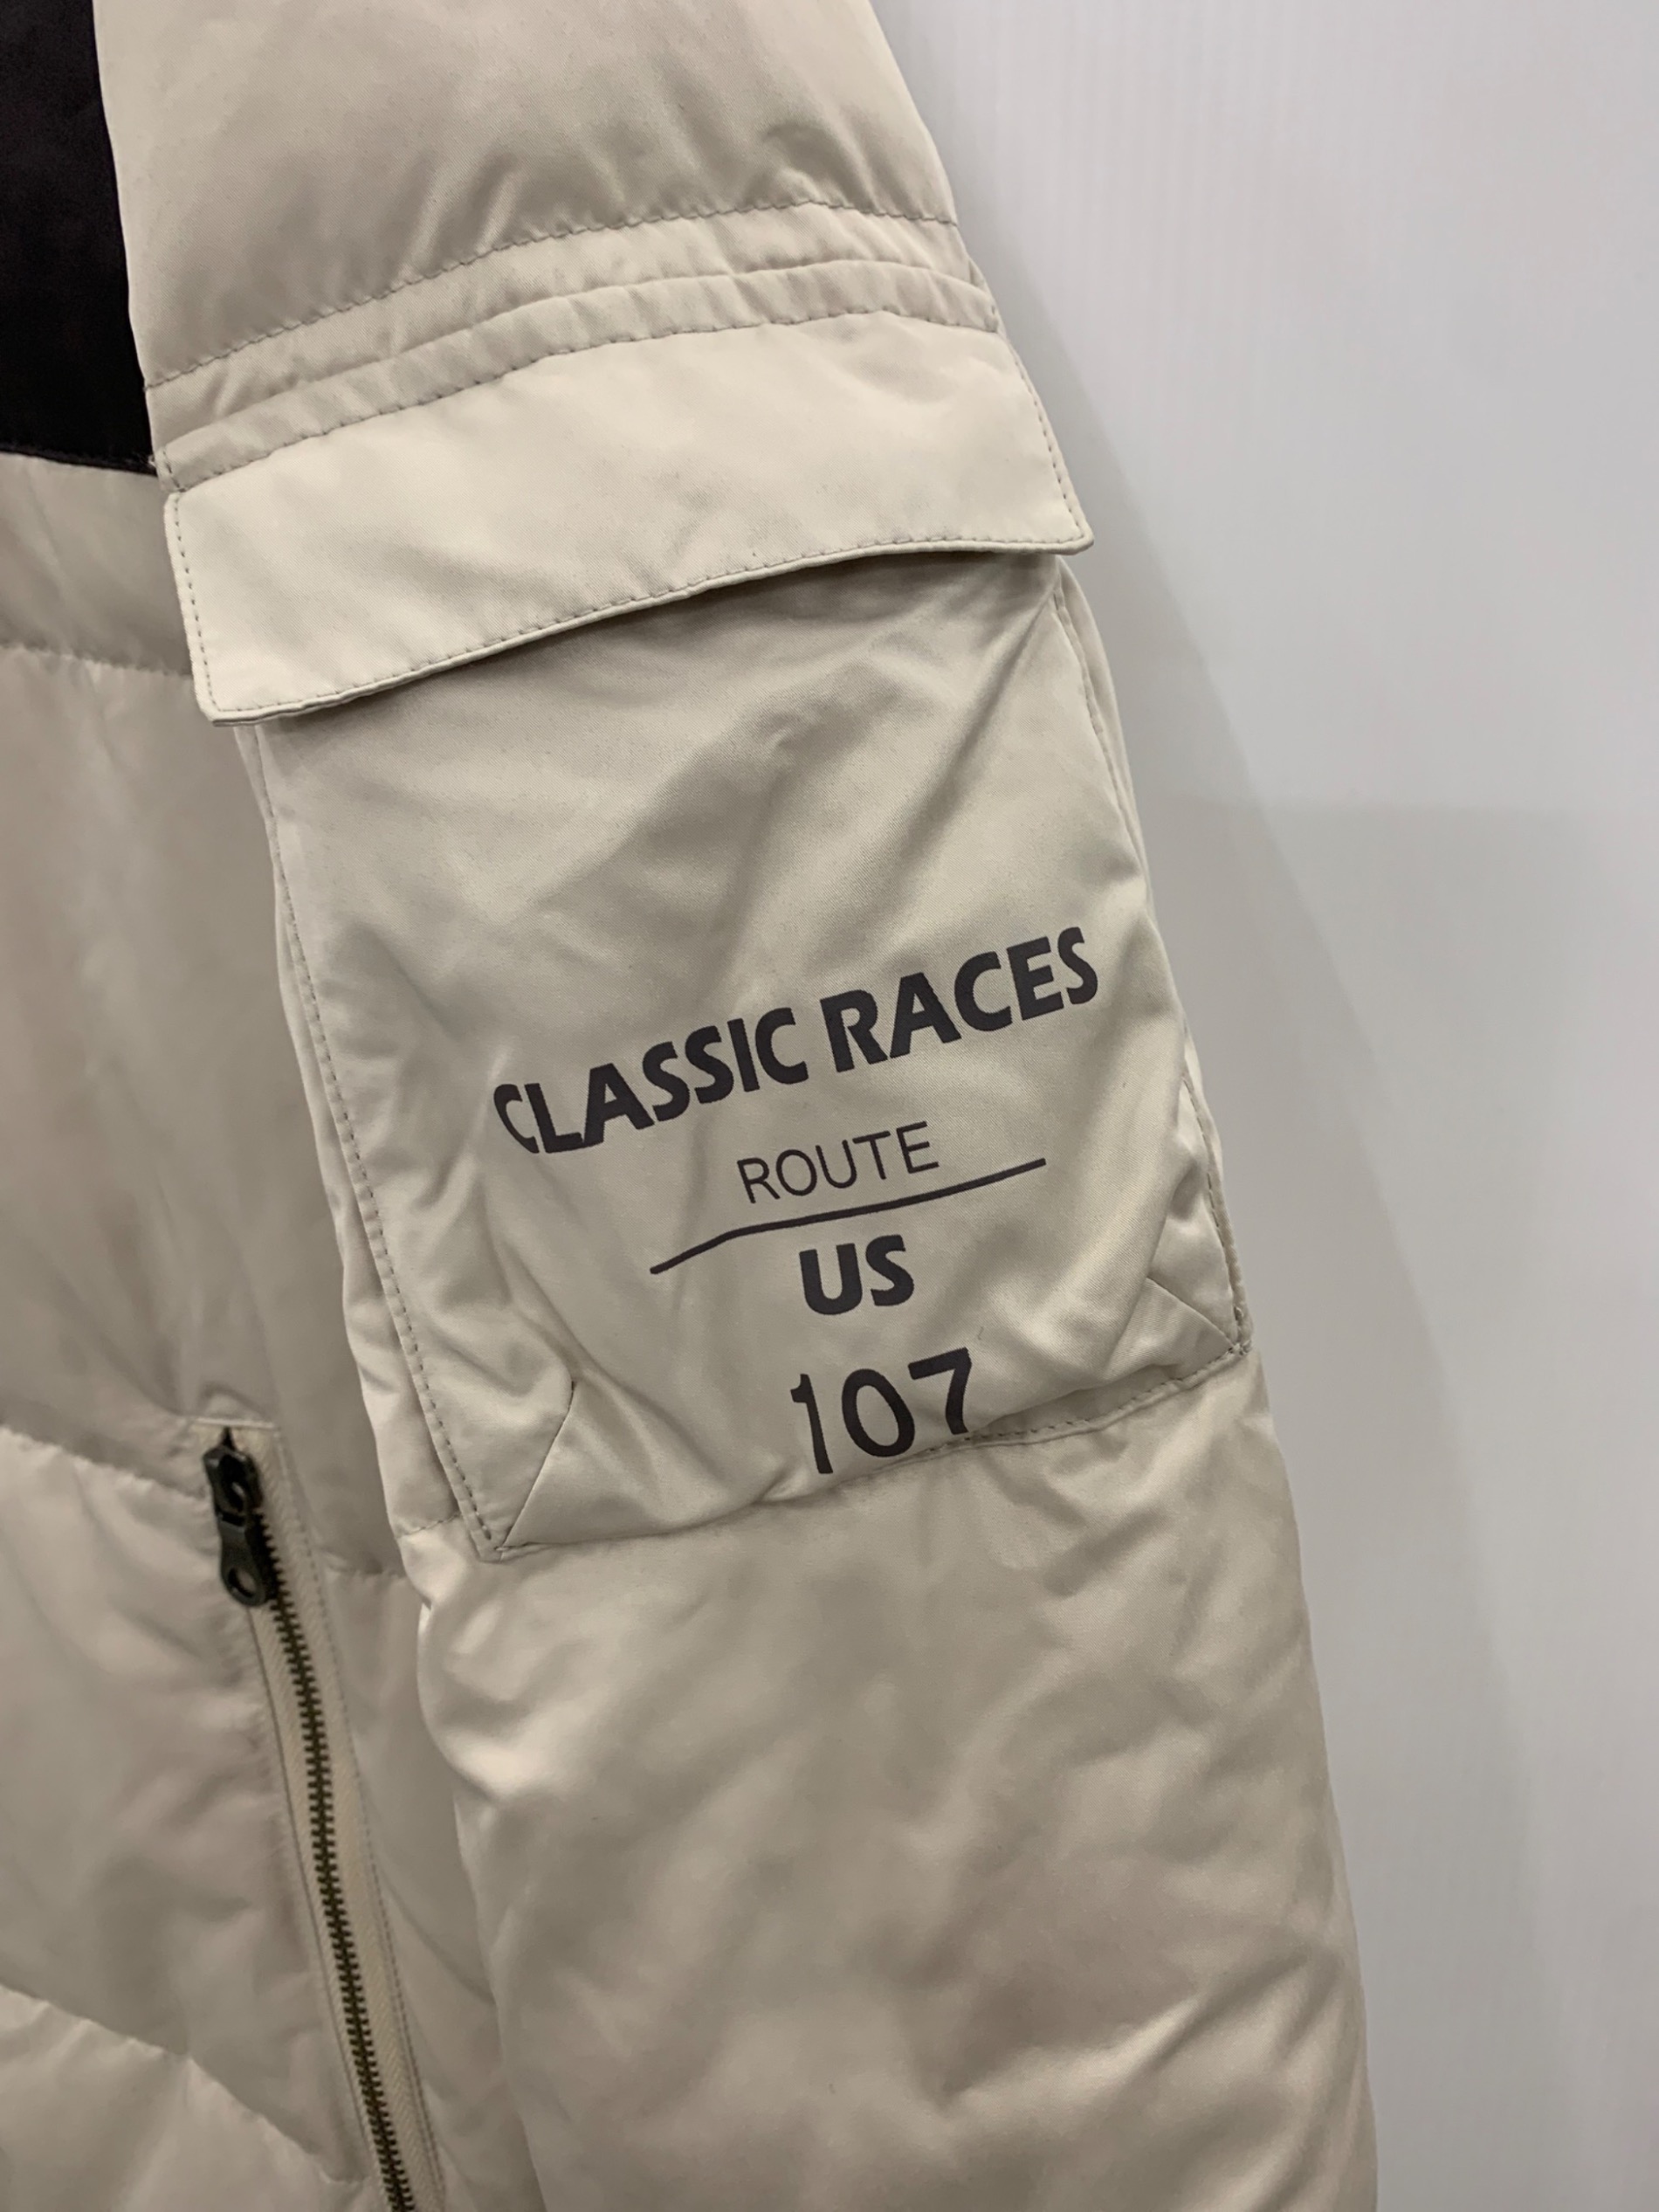 CLASSIC RACES
ROUTE
US
107